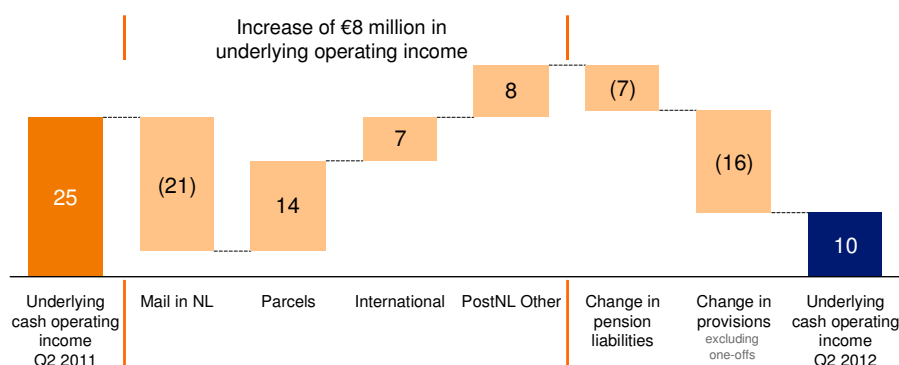 Increase of €8 million in
underlying operating income
25
(21)
14
7
8
(7)
(16)
10
Underlying
cash operating
income
Q2 2011
Mail in NL
Parcels
International
PostNL Other
Change in
pension
liabilities
Change in
provisions
excluding
one-offs
Underlying
cash operating
income
Q2 2012